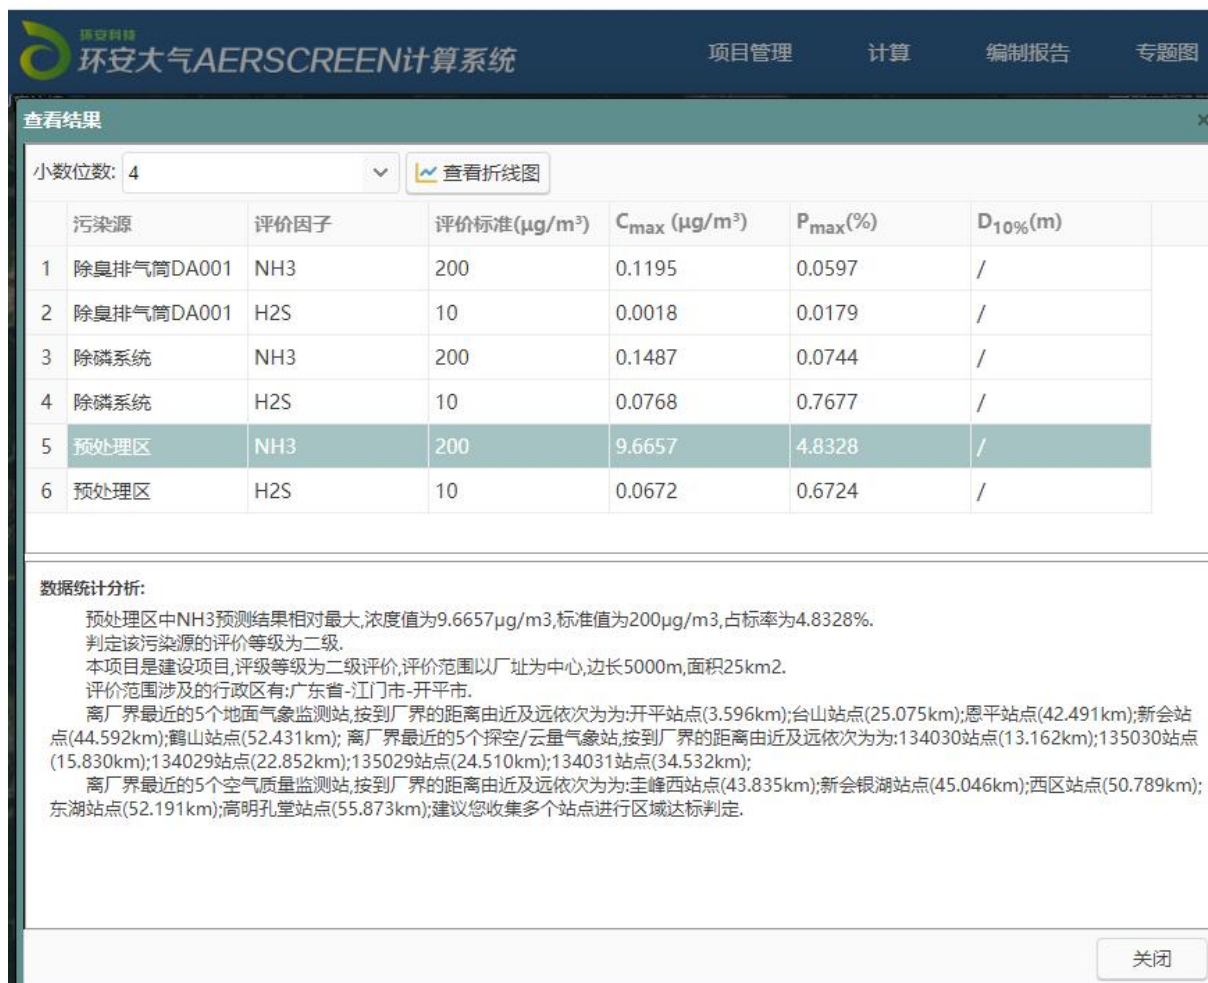 环安科技
环安大气AERSCREEN计算系统
项目管理 计算 编制报告 专题图
查看结果
小数位数: 4 查看折线图
污染源 评价因子 评价标准(μg/m³) Cmax (μg/m³) Pmax(%) D10%(m)
1 除臭排气筒DA001 NH3 200 0.1195 0.0597 /
2 除臭排气筒DA001 H2S 10 0.0018 0.0179 /
3 除磷系统 NH3 200 0.1487 0.0744 /
4 除磷系统 H2S 10 0.0768 0.7677 /
5 预处理区 NH3 200 9.6657 4.8328 /
6 预处理区 H2S 10 0.0672 0.6724 /
数据统计分析:
预处理区中NH3预测结果相对最大,浓度值为9.6657μg/m3,标准值为200μg/m3,占标率为4.8328%.
判定该污染源的评价等级为二级.
本项目是建设项目,评级等级为二级评价,评价范围以厂址为中心,边长5000m,面积25km2.
评价范围涉及的行政区有:广东省-江门市-开平市.
离厂界最近的5个地面气象监测站,按到厂界的距离由近及远依次为为:开平站点(3.596km);台山站点(25.075km);恩平站点(42.491km);新会站
点(44.592km);鹤山站点(52.431km); 离厂界最近的5个探空/云量气象站,按到厂界的距离由近及远依次为为:134030站点(13.162km);135030站点
(15.830km);134029站点(22.852km);135029站点(24.510km);134031站点(34.532km);
离厂界最近的5个空气质量监测站,按到厂界的距离由近及远依次为为:圭峰西站点(43.835km);新会银湖站点(45.046km);西区站点(50.789km);
东湖站点(52.191km);高明孔堂站点(55.873km);建议您收集多个站点进行区域达标判定.
关闭